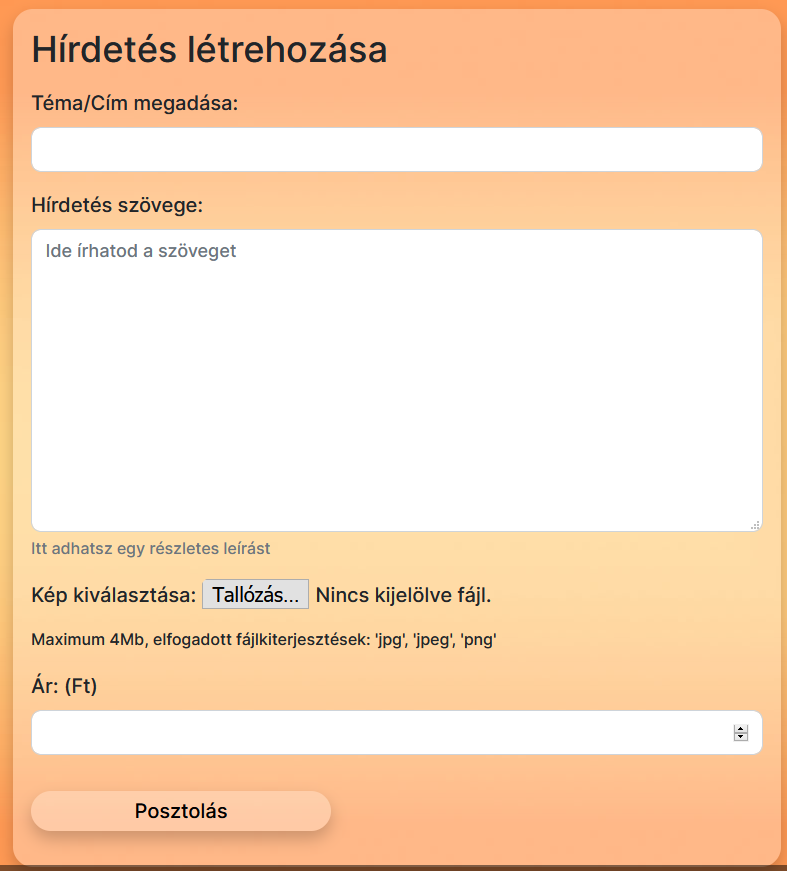 Hírdetés létrehozása
Téma/Cím megadása:
Hírdetés szövege:
Ide írhatod a szöveget
Itt adhatsz egy részletes leírást
Kép kiválasztása: Tallózás... Nincs kijelölve fájl.
Maximum 4Mb, elfogadott fájlkiterjesztések: 'jpg', 'jpeg', 'png'
Ár: (Ft)
Posztolás